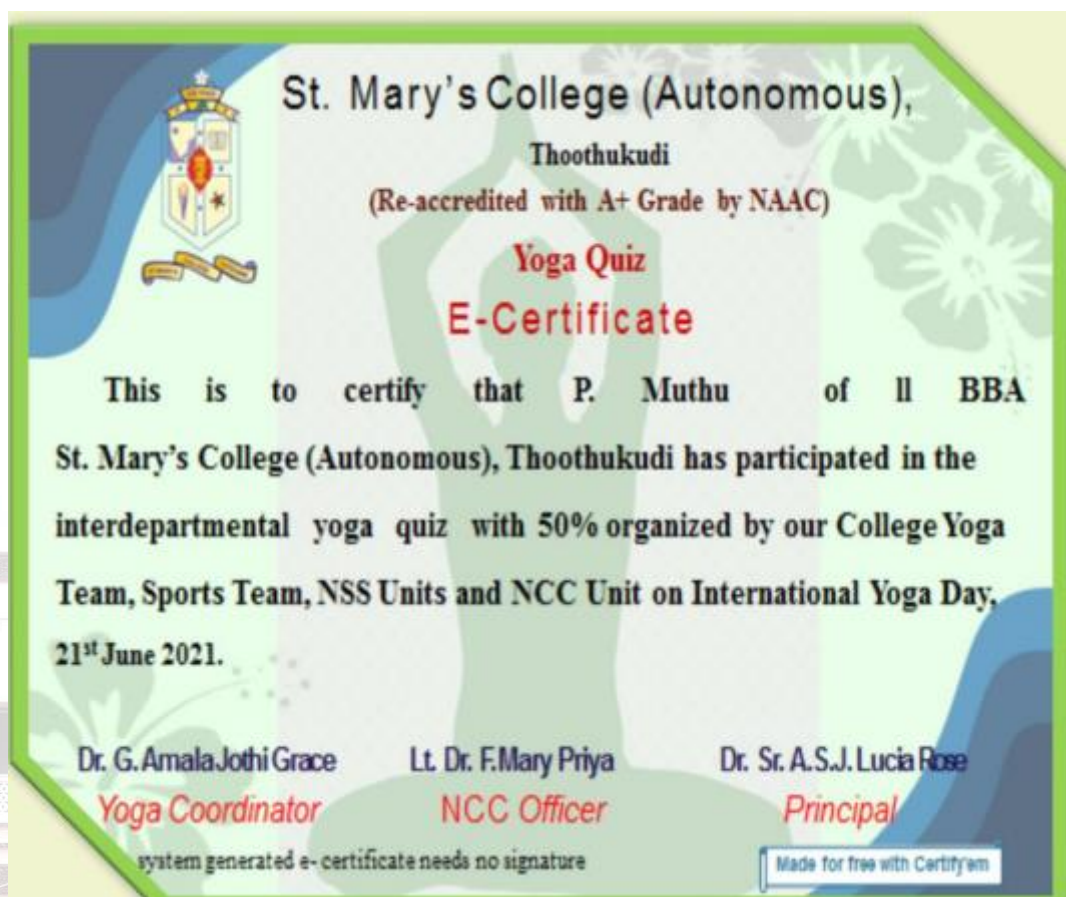 St. Mary's College (Autonomous),
Thoothukudi
(Re-accredited with A+ Grade by NAAC)
Yoga Quiz
E-Certificate
This is to certify that P. Muthu of ll BBA
St. Mary's College (Autonomous), Thoothukudi has participated in the
interdepartmental yoga quiz with 50% organized by our College Yoga
Team, Sports Team, NSS Units and NCC Unit on International Yoga Day,
21st June 2021.
Dr. G. Amala Jothi Grace Lt. Dr. F. Mary Priya Dr. Sr. A.S.J. Lucia Rose
Yoga Coordinator NCC Officer Principal
system generated e- certificate needs no signature
Made for free with Certify'em